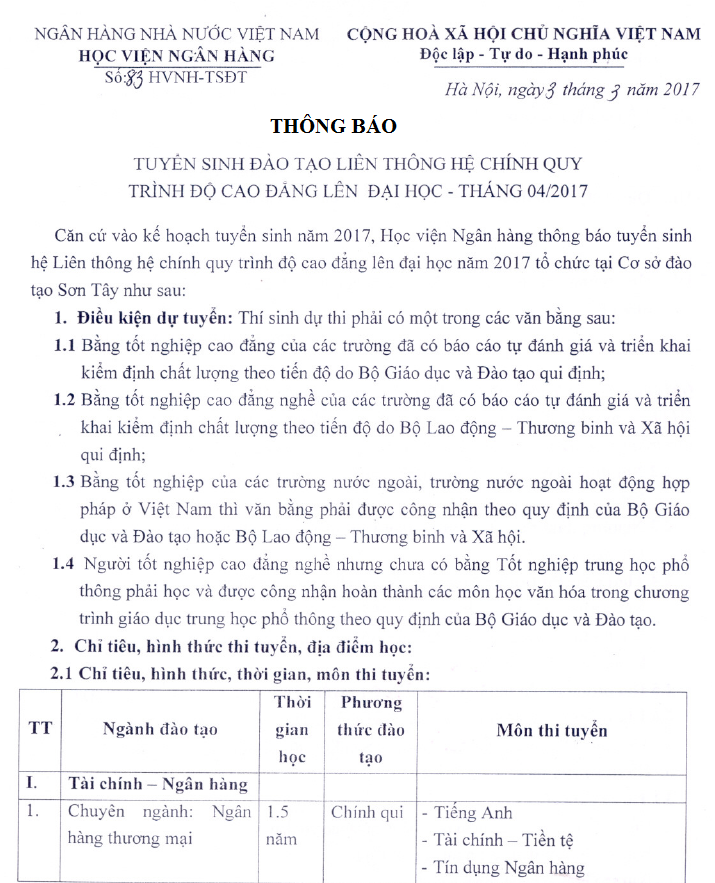 NGÂN HÀNG NHÀ NƯỚC VIỆT NAM
HỌC VIỆN NGÂN HÀNG
Số:83 HVNH-TSĐT
CỘNG HOÀ XÃ HỘI CHỦ NGHĨA VIỆT NAM
Độc lập - Tự do - Hạnh phúc
Hà Nội, ngày 3 tháng 3 năm 2017
THÔNG BÁO
TUYỂN SINH ĐÀO TẠO LIÊN THÔNG HỆ CHÍNH QUY
TRÌNH ĐỘ CAO ĐẲNG LÊN ĐẠI HỌC - THÁNG 04/2017
Căn cứ vào kế hoạch tuyển sinh năm 2017, Học viện Ngân hàng thông báo tuyển sinh
hệ Liên thông hệ chính quy trình độ cao đẳng lên đại học năm 2017 tổ chức tại Cơ sở đào
tạo Sơn Tây như sau:
1. Điều kiện dự tuyển: Thí sinh dự thi phải có một trong các văn bằng sau:
1.1 Bằng tốt nghiệp cao đẳng của các trường đã có báo cáo tự đánh giá và triển khai
kiểm định chất lượng theo tiến độ do Bộ Giáo dục và Đào tạo qui định;
1.2 Bằng tốt nghiệp cao đẳng nghề của các trường đã có báo cáo tự đánh giá và triển
khai kiểm định chất lượng theo tiến độ do Bộ Lao động – Thương binh và Xã hội
qui định;
1.3 Bằng tốt nghiệp của các trường nước ngoài, trường nước ngoài hoạt động hợp
pháp ở Việt Nam thì văn bằng phải được công nhận theo quy định của Bộ Giáo
dục và Đào tạo hoặc Bộ Lao động – Thương binh và Xã hội.
1.4 Người tốt nghiệp cao đẳng nghề nhưng chưa có bằng Tốt nghiệp trung học phổ
thông phải học và được công nhận hoàn thành các môn học văn hóa trong chương
trình giáo dục trung học phổ thông theo quy định của Bộ Giáo dục và Đào tạo.
2. Chỉ tiêu, hình thức thi tuyển, địa điểm học:
2.1 Chỉ tiêu, hình thức, thời gian, môn thi tuyển:
TT
Ngành đào tạo
Thời
gian
học
Phương
thức đào
tạo
Môn thi tuyển
I.
Tài chính – Ngân hàng
1.
Chuyên ngành: Ngân
hàng thương mại
1.5
năm
Chính qui
- Tiếng Anh
- Tài chính – Tiền tệ
- Tín dụng Ngân hàng